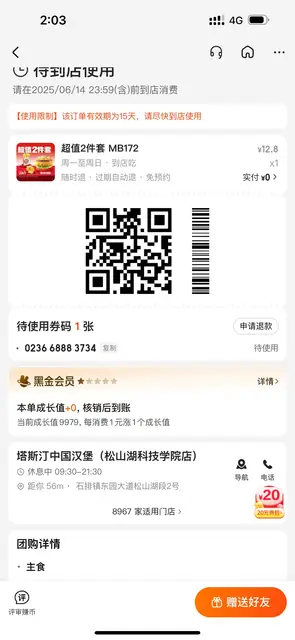 2:03
4G
待到店使用
请在2025/06/14 23:59(含)前到店消费
【使用限制】该订单有效期为15天，请尽快到店使用
超值2件套
超值2件套 MB172
¥12.8
周一至周日·到店吃
x1
随时退·过期自动退·免预约
实付 ¥0 >
待使用券码 1 张
申请退款
· 0236 6888 3734 复制
待使用
黑金会员
详情>
本单成长值+0，核销后到账
当前成长值9979，每消费1元涨1个成长值
塔斯汀中国汉堡（松山湖科技学院店）
休息中 09:30-21:30
距你 56m · 石排镇东园大道松山湖段2号
导航
电话
¥20
8967 家适用门店 >
团购详情
· 主食
评
评审赚币
赠送好友